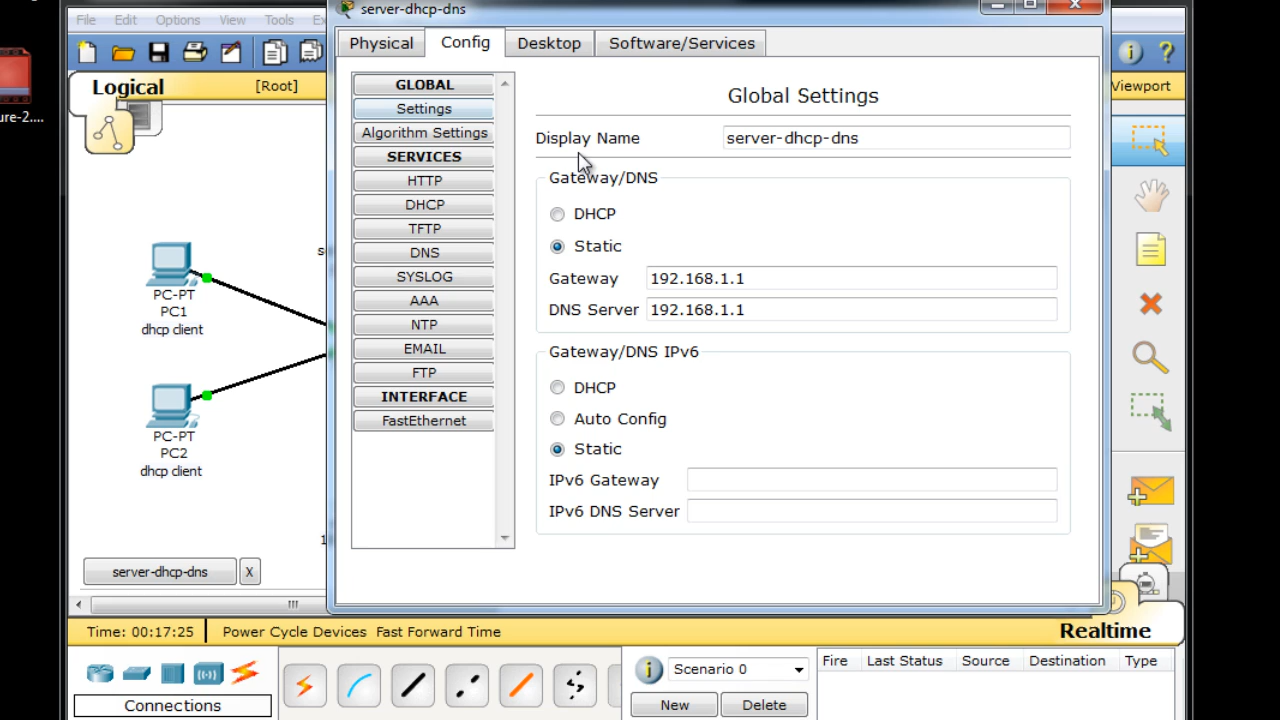 server-dhcp-dns
File Edit Options View Tools
Physical Config Desktop Software/Services
Logical [Root] Viewport
GLOBAL
Settings
Algorithm Settings
SERVICES
HTTP
DHCP
TFTP
DNS
SYSLOG
AAA
NTP
EMAIL
FTP
INTERFACE
FastEthernet
Global Settings
Display Name server-dhcp-dns
Gateway/DNS
DHCP
Static
Gateway 192.168.1.1
DNS Server 192.168.1.1
Gateway/DNS IPv6
DHCP
Auto Config
Static
IPv6 Gateway
IPv6 DNS Server
ure-2....
PC-PT
PC1
dhcp client
PC-PT
PC2
dhcp client
server-dhcp-dns X
Time: 00:17:25 Power Cycle Devices Fast Forward Time Realtime
Connections
Scenario 0
New Delete
Fire Last Status Source Destination Type